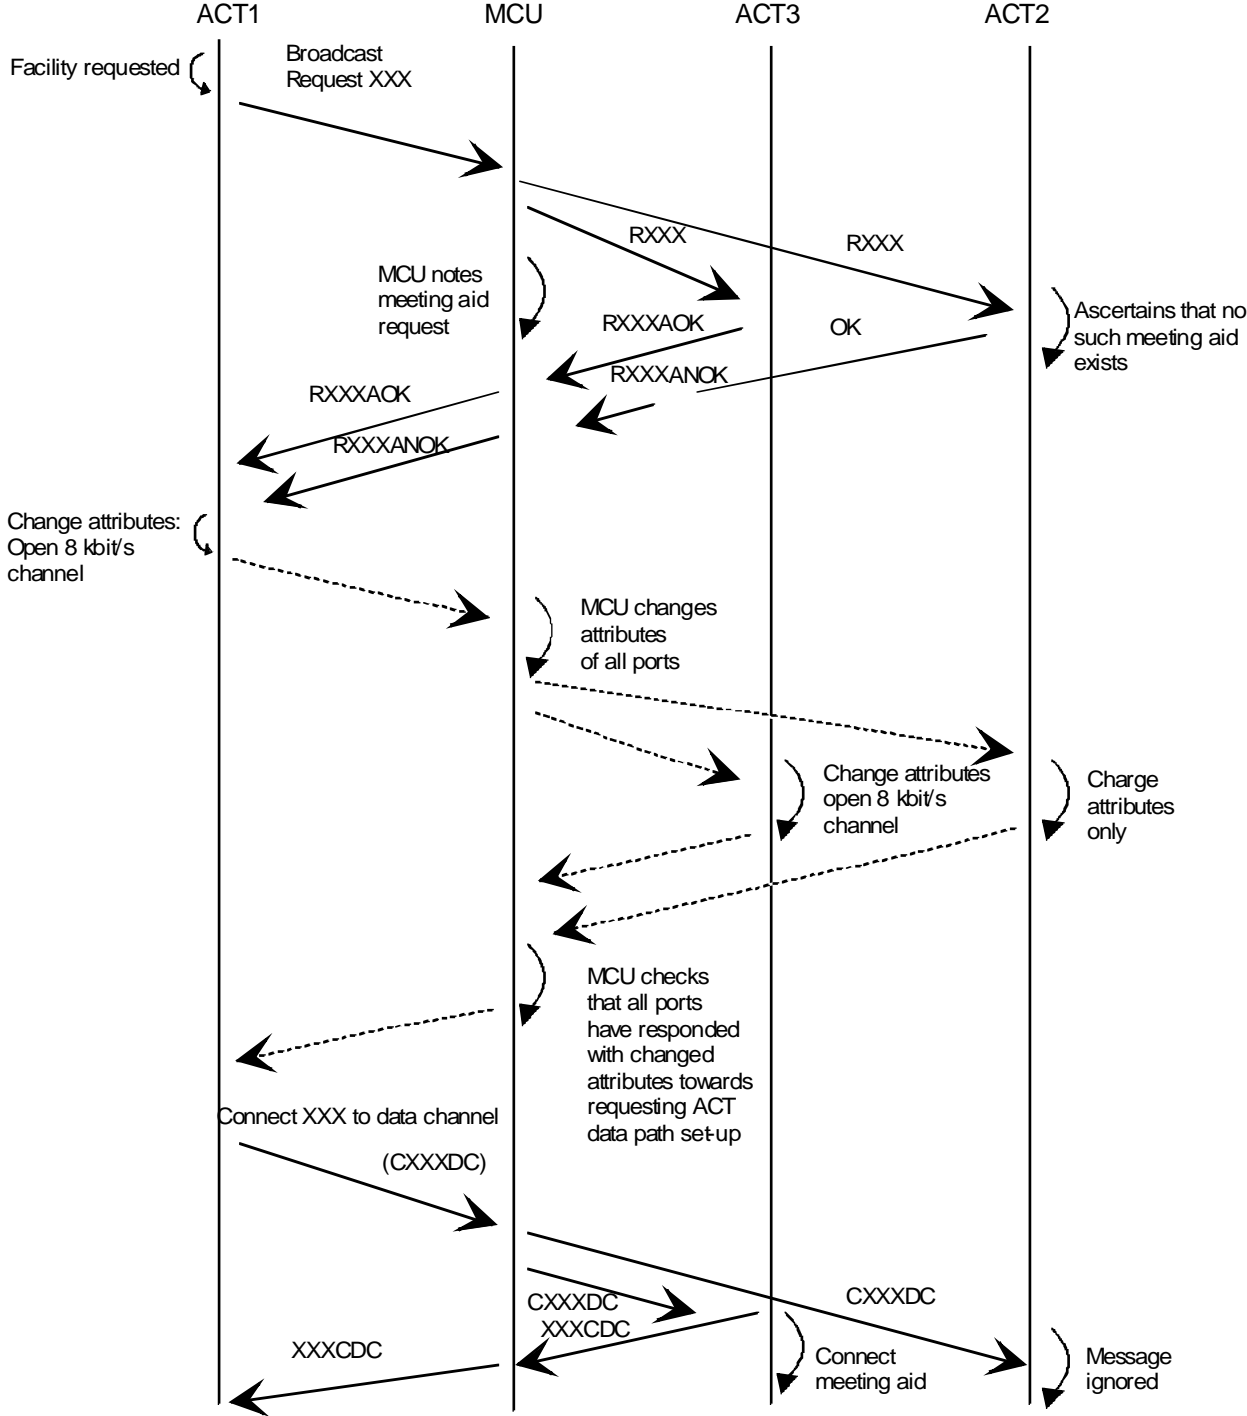 ACT1 MCU ACT3 ACT2
Facility requested
Broadcast
Request XXX
RXXX
RXXX
MCU notes
meeting aid
request
Ascertains that no
such meeting aid
exists
RXXXAOK
OK
RXXXANOK
RXXXAOK
RXXXANOK
Change attributes:
Open 8 kbit/s
channel
MCU changes
attributes
of all ports
Change attributes
open 8 kbit/s
channel
Charge
attributes
only
MCU checks
that all ports
have responded
with changed
attributes towards
requesting ACT
data path set-up
Connect XXX to data channel
(CXXXDC)
CXXXDC
CXXXDC
XXXCDC
XXXCDC
Connect
meeting aid
Message
ignored